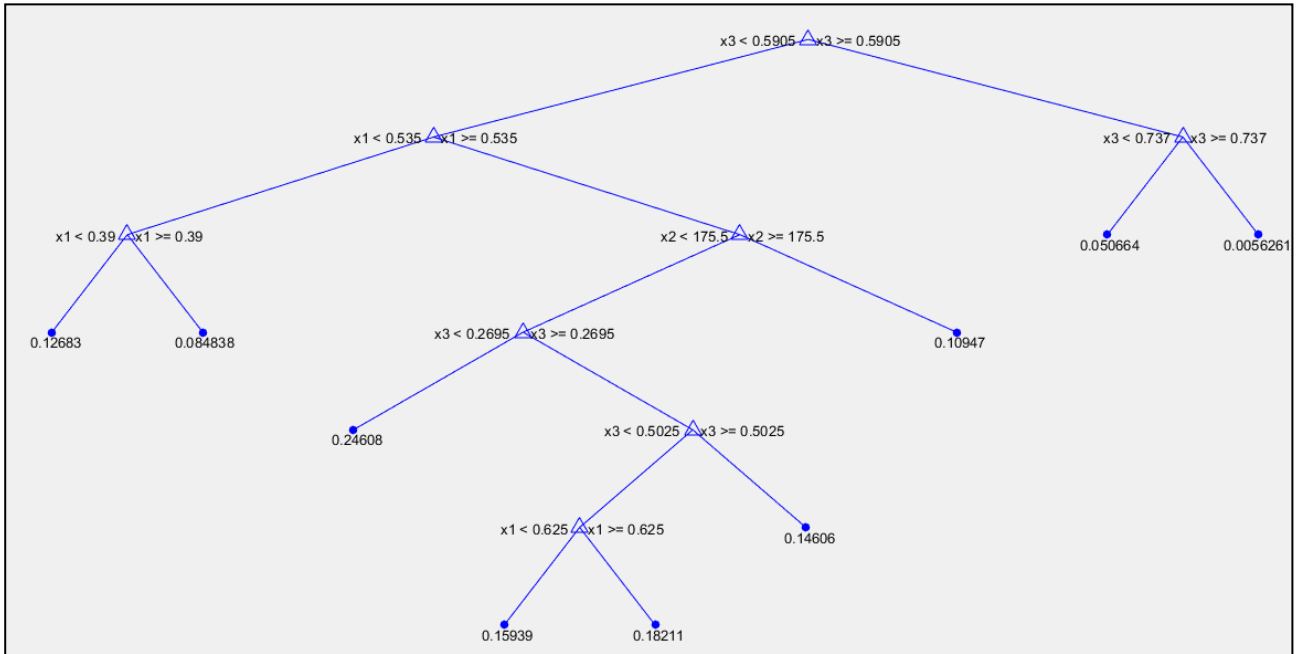 x3 < 0.5905 x3 >= 0.5905
x1 < 0.535 x1 >= 0.535
x3 < 0.737 x3 >= 0.737
x1 < 0.39 x1 >= 0.39
x2 < 175.5 x2 >= 175.5
0.050664
0.0056261
x3 < 0.2695 x3 >= 0.2695
0.12683
0.084838
0.10947
x3 < 0.5025 x3 >= 0.5025
0.24608
x1 < 0.625 x1 >= 0.625
0.14606
0.15939
0.18211